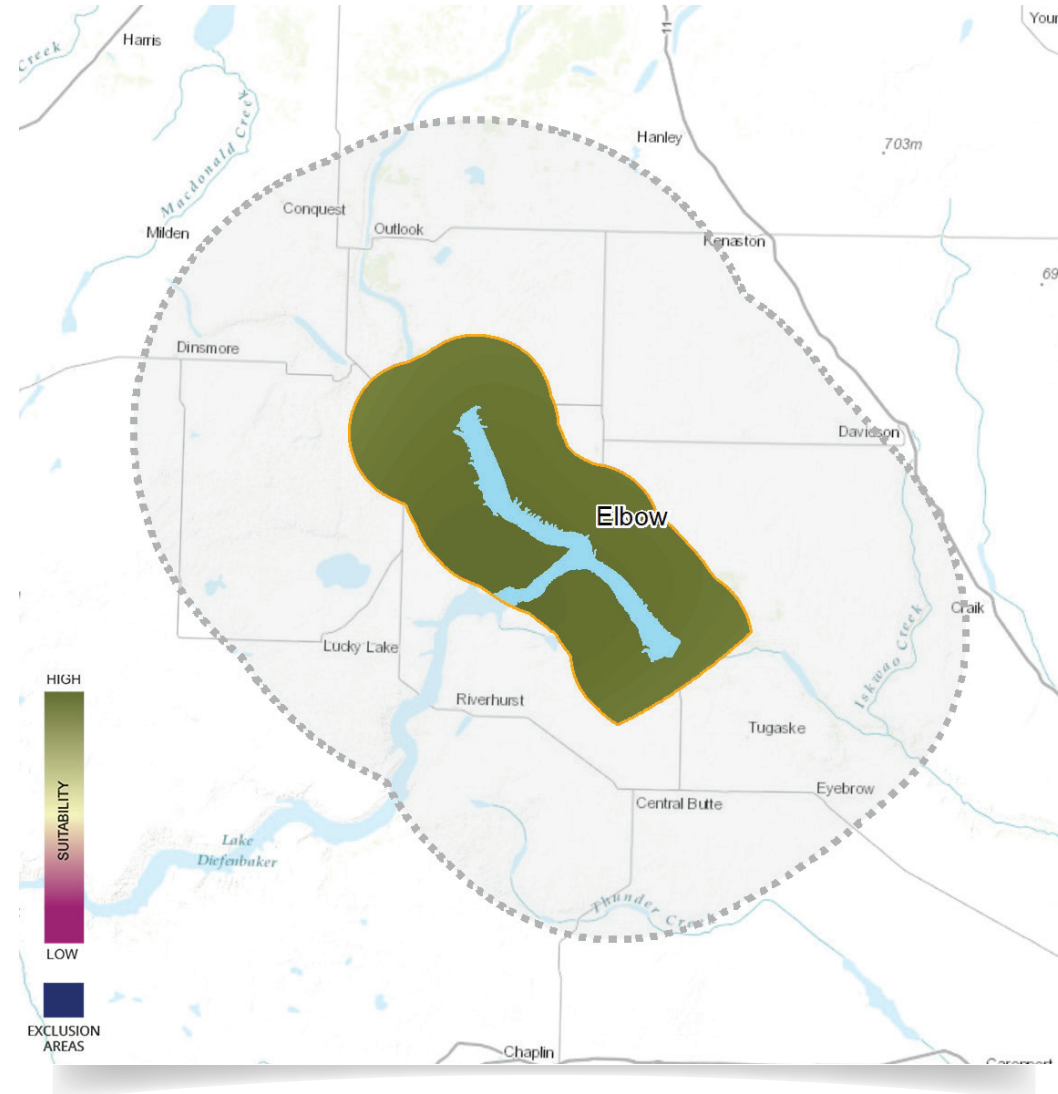 Harris
11
Your
Creek
Macdonald Creek
Hanley
703m
Conquest
Milden
Outlook
Kenaston
69
Dinsmore
Davidson
Elbow
Craik
Iskwao Creek
Lucky Lake
HIGH
Riverhurst
Tugaske
SUITABILITY
Eyebrow
Central Butte
Lake
Diefenbaker
Thunder Creek
LOW
EXCLUSION
AREAS
Chaplin